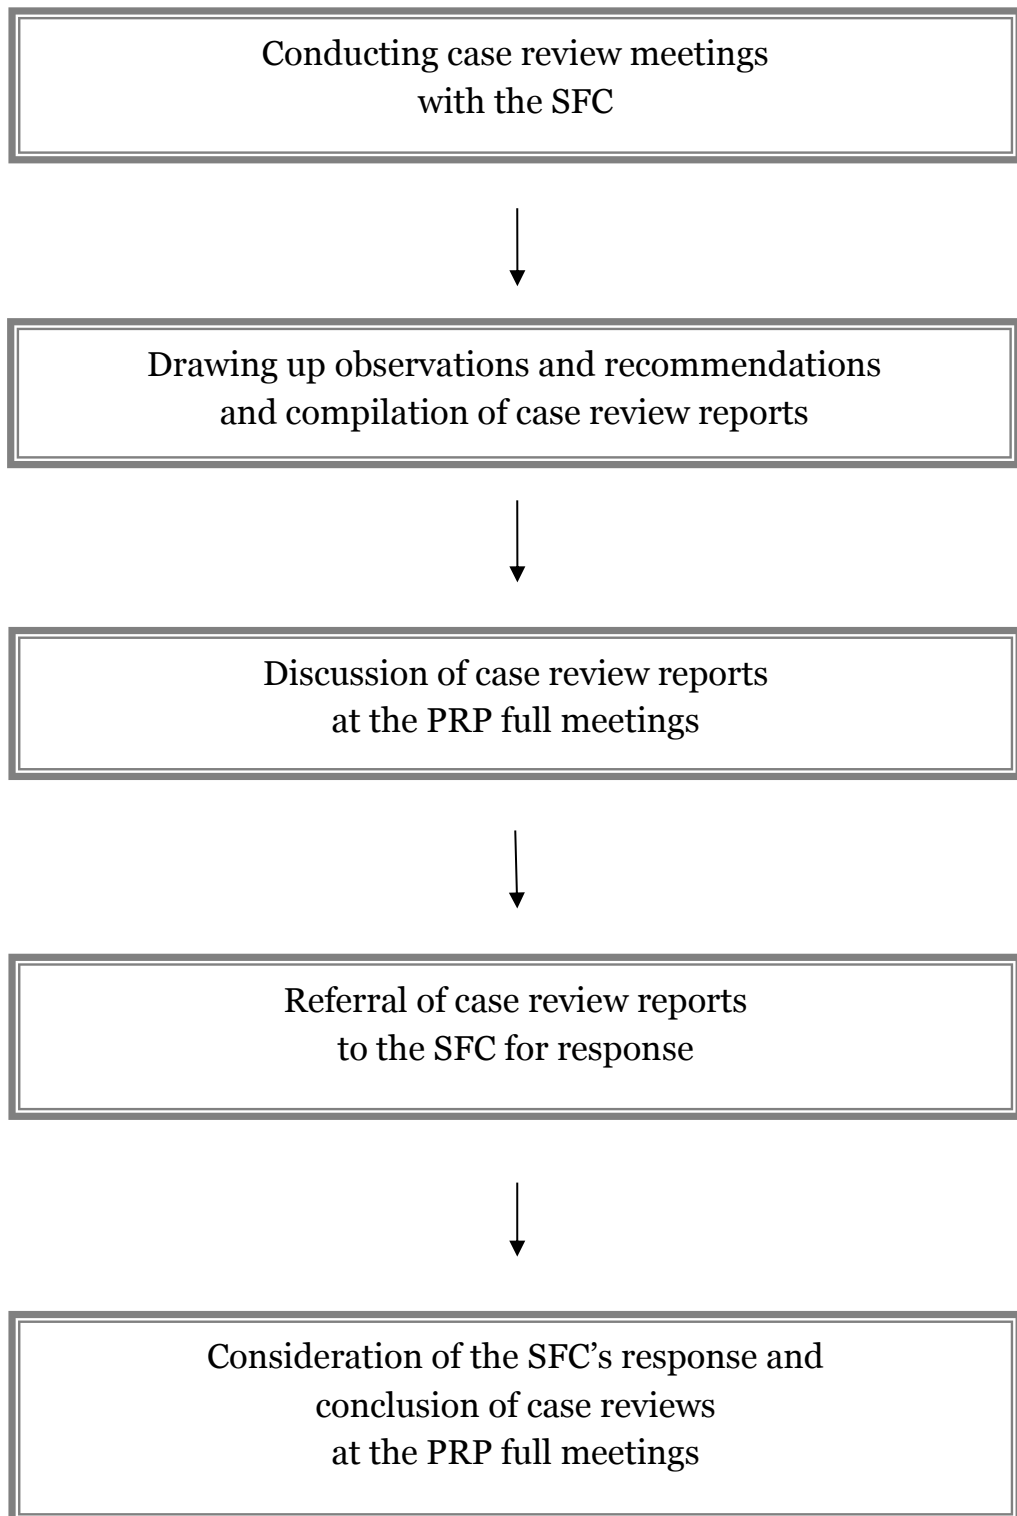 Conducting case review meetings
with the SFC
Drawing up observations and recommendations
and compilation of case review reports
Discussion of case review reports
at the PRP full meetings
Referral of case review reports
to the SFC for response
Consideration of the SFC’s response and
conclusion of case reviews
at the PRP full meetings